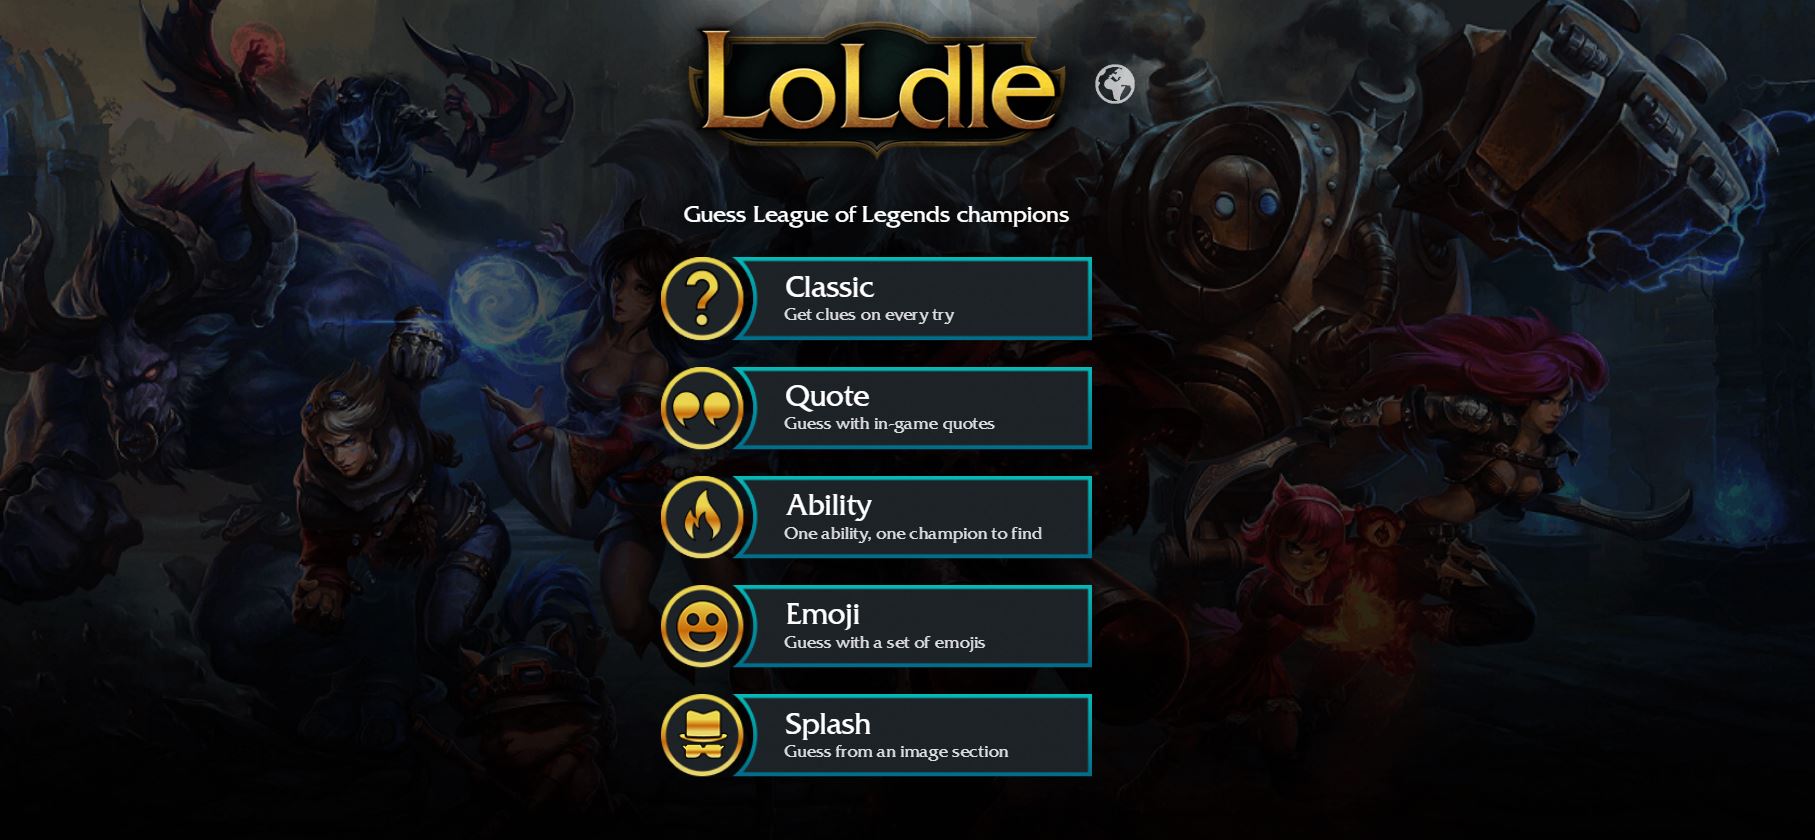 LoLdle
Guess League of Legends champions
Classic
Get clues on every try
Quote
Guess with in-game quotes
Ability
One ability, one champion to find
Emoji
Guess with a set of emojis
Splash
Guess from an image section